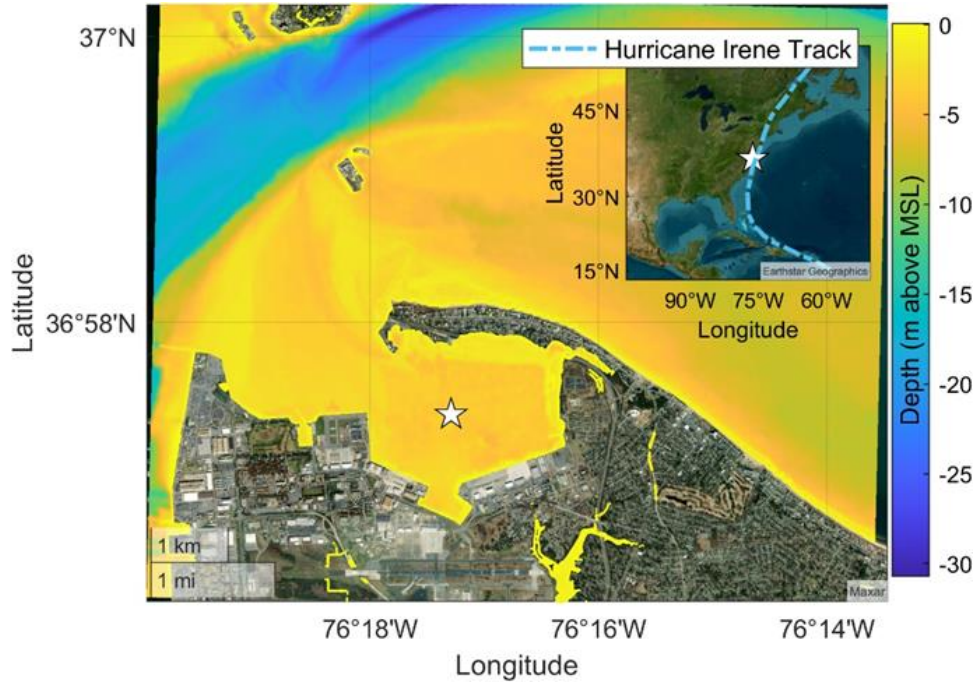 37°N
36°58'N
Latitude
76°18'W
76°16'W
76°14'W
Longitude
1 km
1 mi
Maxar
Hurricane Irene Track
45°N
30°N
15°N
Latitude
90°W
75°W
60°W
Longitude
Earthstar Geographics
0
-5
-10
-15
-20
-25
-30
Depth (m above MSL)